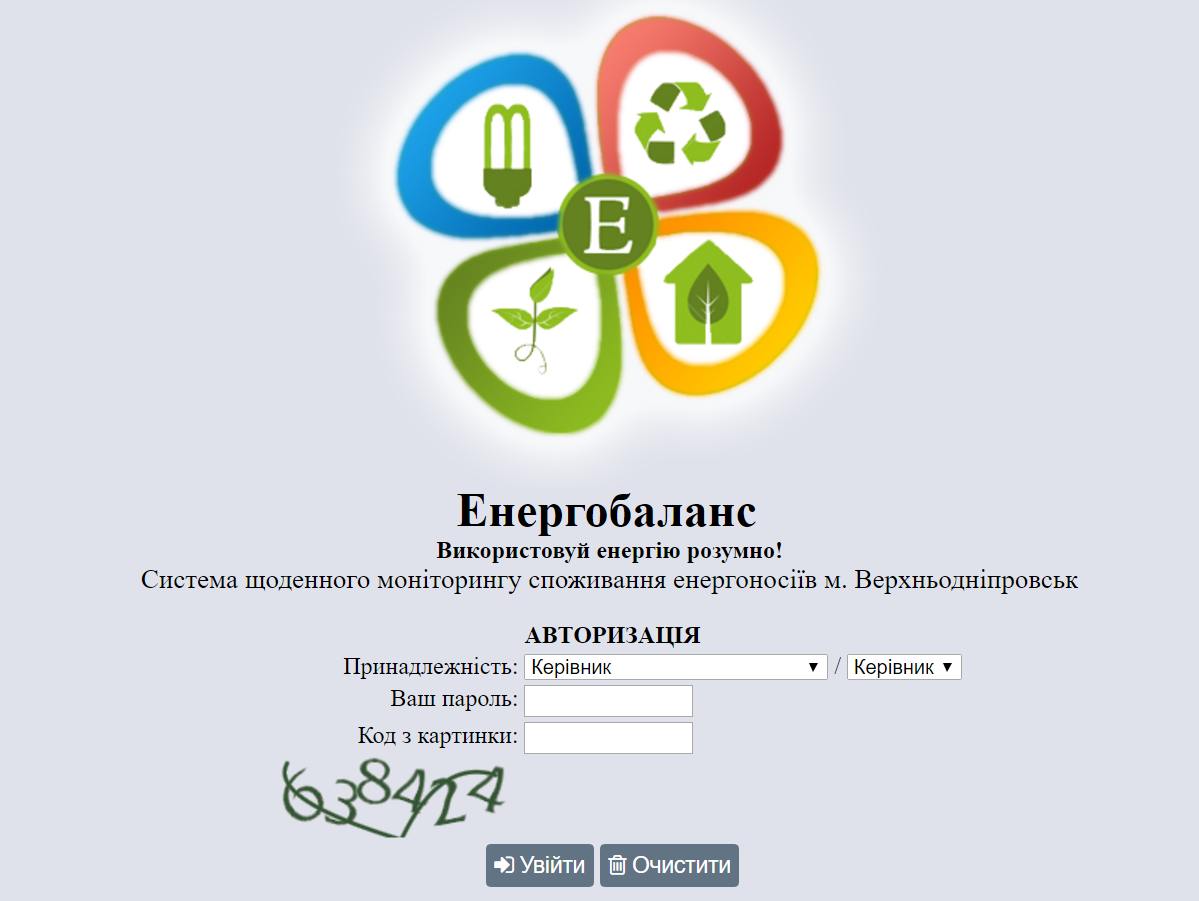 E
Енергобаланс
Використовуй енергію розумно!
Система щоденного моніторингу споживання енергоносіїв м. Верхньодніпровськ
АВТОРИЗАЦІЯ
Принадлежність: Керівник / Керівник
Ваш пароль:
Код з картинки:
Увійти Очистити